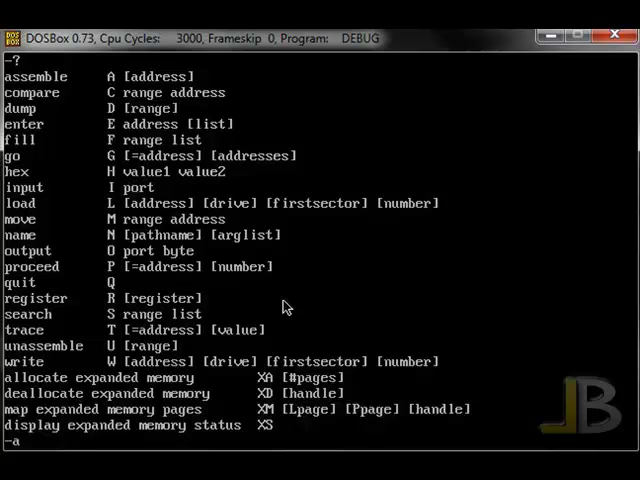 DOSBox 0.73, Cpu Cycles: 3000, Frameskip 0, Program: DEBUG
-?
assemble A [address]
compare C range address
dump D [range]
enter E address [list]
fill F range list
go G [=address] [addresses]
hex H value1 value2
input I port
load L [address] [drive] [firstsector] [number]
move M range address
name N [pathname] [arglist]
output O port byte
proceed P [=address] [number]
quit Q
register R [register]
search S range list
trace T [=address] [value]
unassemble U [range]
write W [address] [drive] [firstsector] [number]
allocate expanded memory XA [#pages]
deallocate expanded memory XD [handle]
map expanded memory pages XM [Lpage] [Ppage] [handle]
display expanded memory status XS
-a
JB